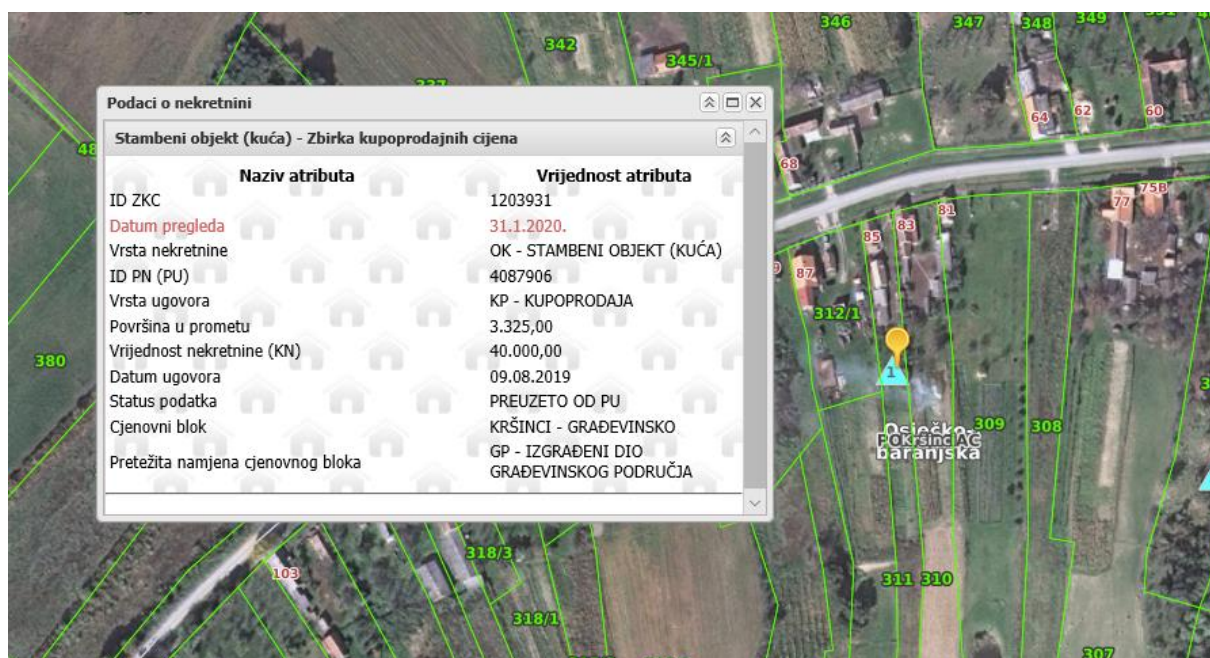 346
347
348
349
342
345/1
64
62
60
68
Podaci o nekretnini
Stambeni objekt (kuća) - Zbirka kupoprodajnih cijena
Naziv atributa Vrijednost atributa
ID ZKC 1203931
Datum pregleda 31.1.2020.
Vrsta nekretnine OK - STAMBENI OBJEKT (KUĆA)
ID PN (PU) 4087906
Vrsta ugovora KP - KUPOPRODAJA
Površina u prometu 3.325,00
Vrijednost nekretnine (KN) 40.000,00
Datum ugovora 09.08.2019
Status podatka PREUZETO OD PU
Cjenovni blok KRŠINCI - GRAĐEVINSKO
Pretežita namjena cjenovnog bloka GP - IZGRAĐENI DIO
GRAĐEVINSKOG PODRUČJA
75B
77
81
83
85
87
312/1
380
1
309
308
Osječko-
baranjska
311
310
318/3
103
318/1
307